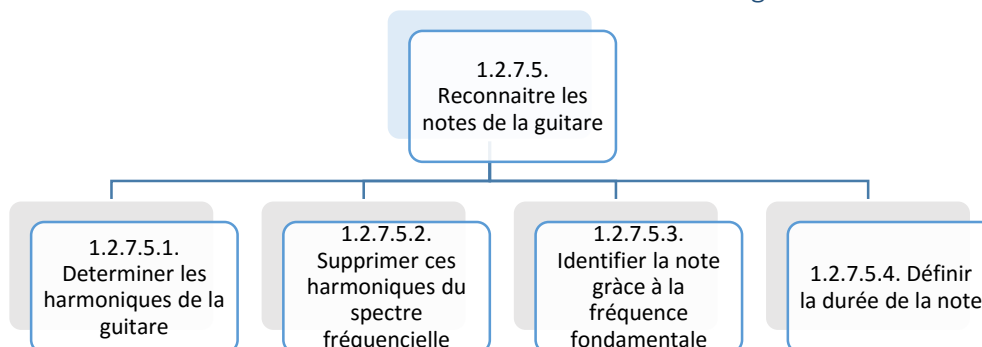 1.2.7.5.
Reconnaitre les
notes de la guitare
1.2.7.5.1.
Determiner les
harmoniques de la
guitare
1.2.7.5.2.
Supprimer ces
harmoniques du
spectre
fréquencielle
1.2.7.5.3.
Identifier la note
gràce à la
fréquence
fondamentale
1.2.7.5.4. Définir
la durée de la note